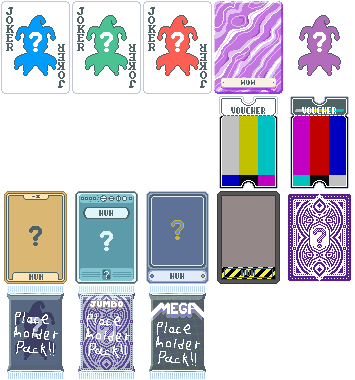 JOKER ? JOKER
JOKER ? JOKER
JOKER ? JOKER
HUH
?
VOUCHER
VOUCHER
?
HUH
HUH
?
?
HUH
?
Place
holder
Pack!!
JUMBO
Place
holder
Pack!!
MEGA
Place
holder
Pack!!